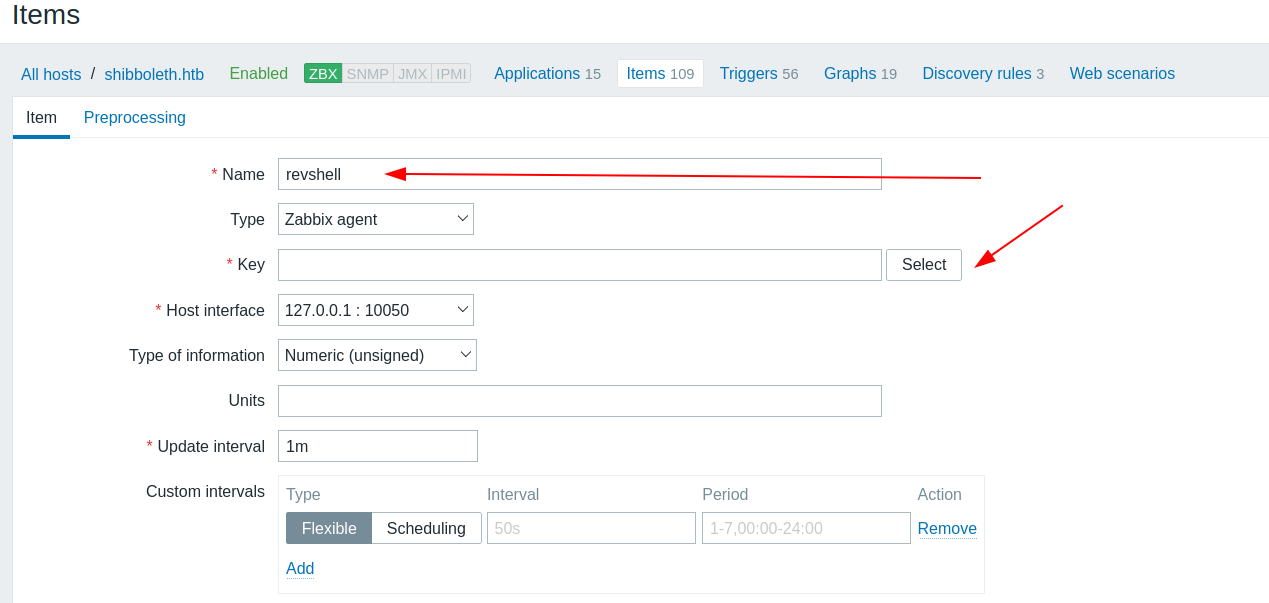 Items
All hosts / shibboleth.htb Enabled ZBX SNMP JMX IPMI Applications 15 Items 109 Triggers 56 Graphs 19 Discovery rules 3 Web scenarios
Item Preprocessing
* Name revshell
Type Zabbix agent
* Key Select
* Host interface 127.0.0.1 : 10050
Type of information Numeric (unsigned)
Units
* Update interval 1m
Custom intervals Type Interval Period Action
Flexible Scheduling 50s 1-7,00:00-24:00 Remove
Add